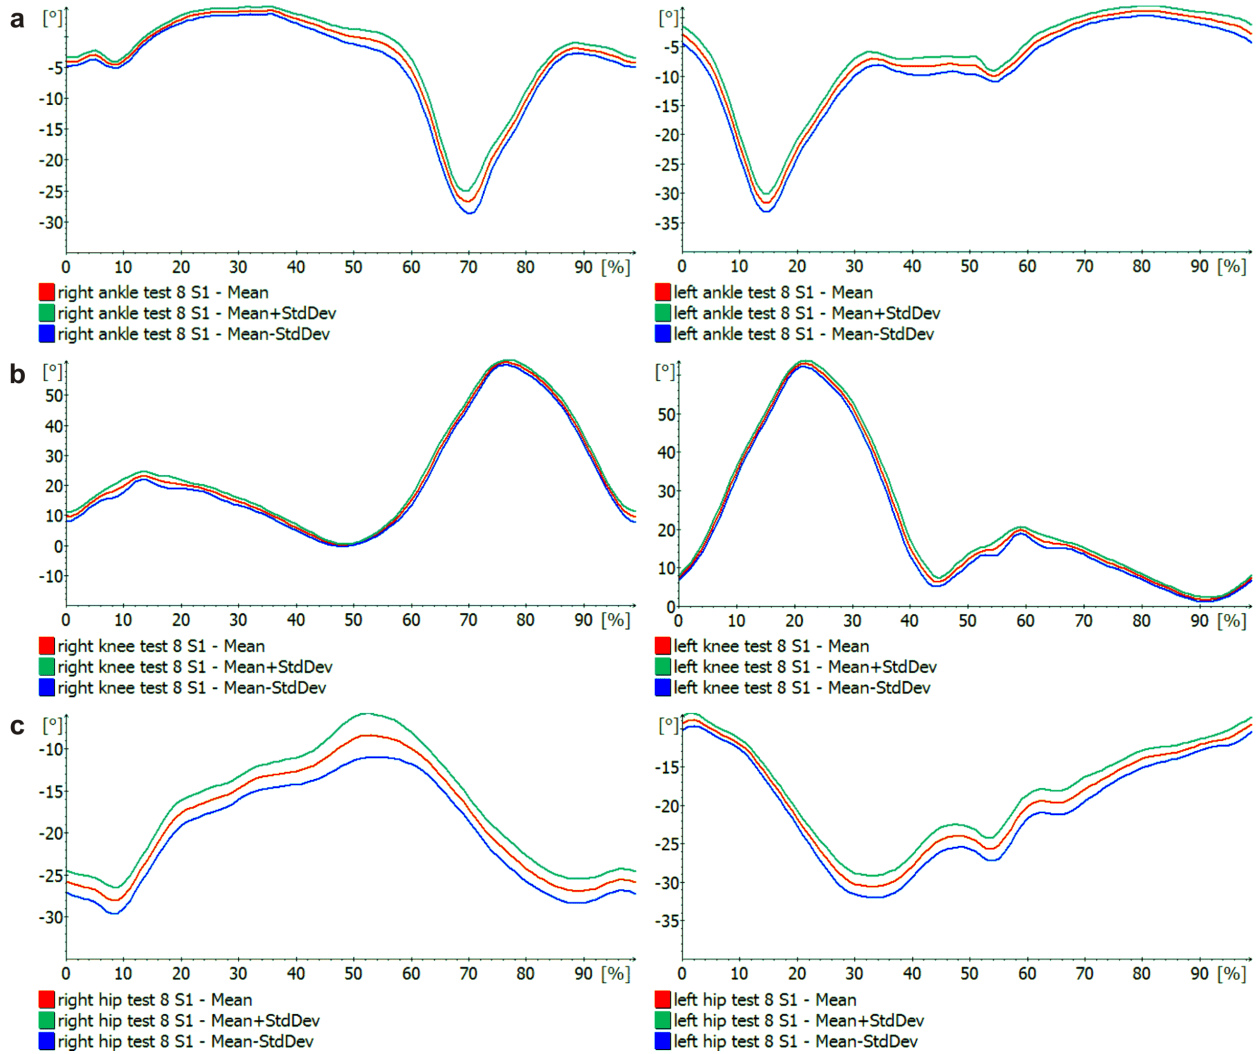 a
[°]
-5
-10
-15
-20
-25
-30
0 10 20 30 40 50 60 70 80 90 [%]
right ankle test 8 S1 - Mean
right ankle test 8 S1 - Mean+StdDev
right ankle test 8 S1 - Mean-StdDev
[°]
-5
-10
-15
-20
-25
-30
-35
0 10 20 30 40 50 60 70 80 90 [%]
left ankle test 8 S1 - Mean
left ankle test 8 S1 - Mean+StdDev
left ankle test 8 S1 - Mean-StdDev
b
[°]
50
40
30
20
10
0
-10
0 10 20 30 40 50 60 70 80 90 [%]
right knee test 8 S1 - Mean
right knee test 8 S1 - Mean+StdDev
right knee test 8 S1 - Mean-StdDev
[°]
50
40
30
20
10
0
0 10 20 30 40 50 60 70 80 90 [%]
left knee test 8 S1 - Mean
left knee test 8 S1 - Mean+StdDev
left knee test 8 S1 - Mean-StdDev
c
[°]
-10
-15
-20
-25
-30
0 10 20 30 40 50 60 70 80 90 [%]
right hip test 8 S1 - Mean
right hip test 8 S1 - Mean+StdDev
right hip test 8 S1 - Mean-StdDev
[°]
-15
-20
-25
-30
-35
0 10 20 30 40 50 60 70 80 90 [%]
left hip test 8 S1 - Mean
left hip test 8 S1 - Mean+StdDev
left hip test 8 S1 - Mean-StdDev